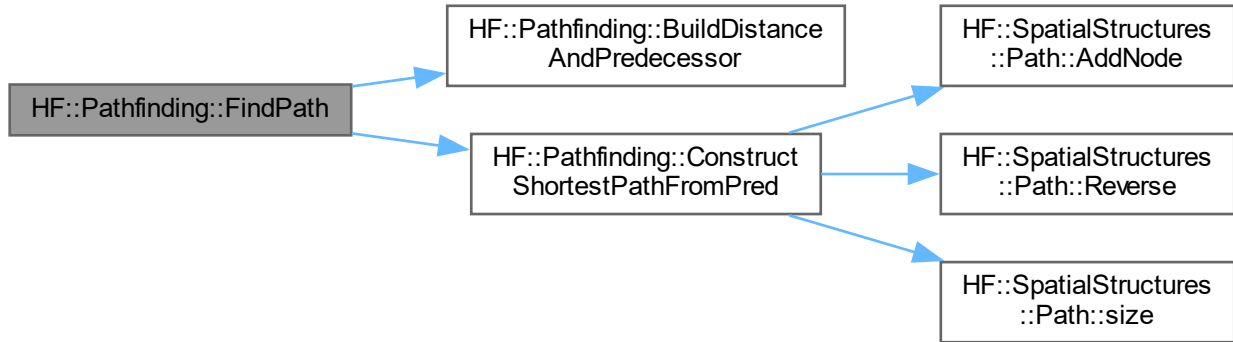 HF::Pathfinding::FindPath
HF::Pathfinding::BuildDistance
AndPredecessor
HF::Pathfinding::Construct
ShortestPathFromPred
HF::SpatialStructures
::Path::AddNode
HF::SpatialStructures
::Path::Reverse
HF::SpatialStructures
::Path::size